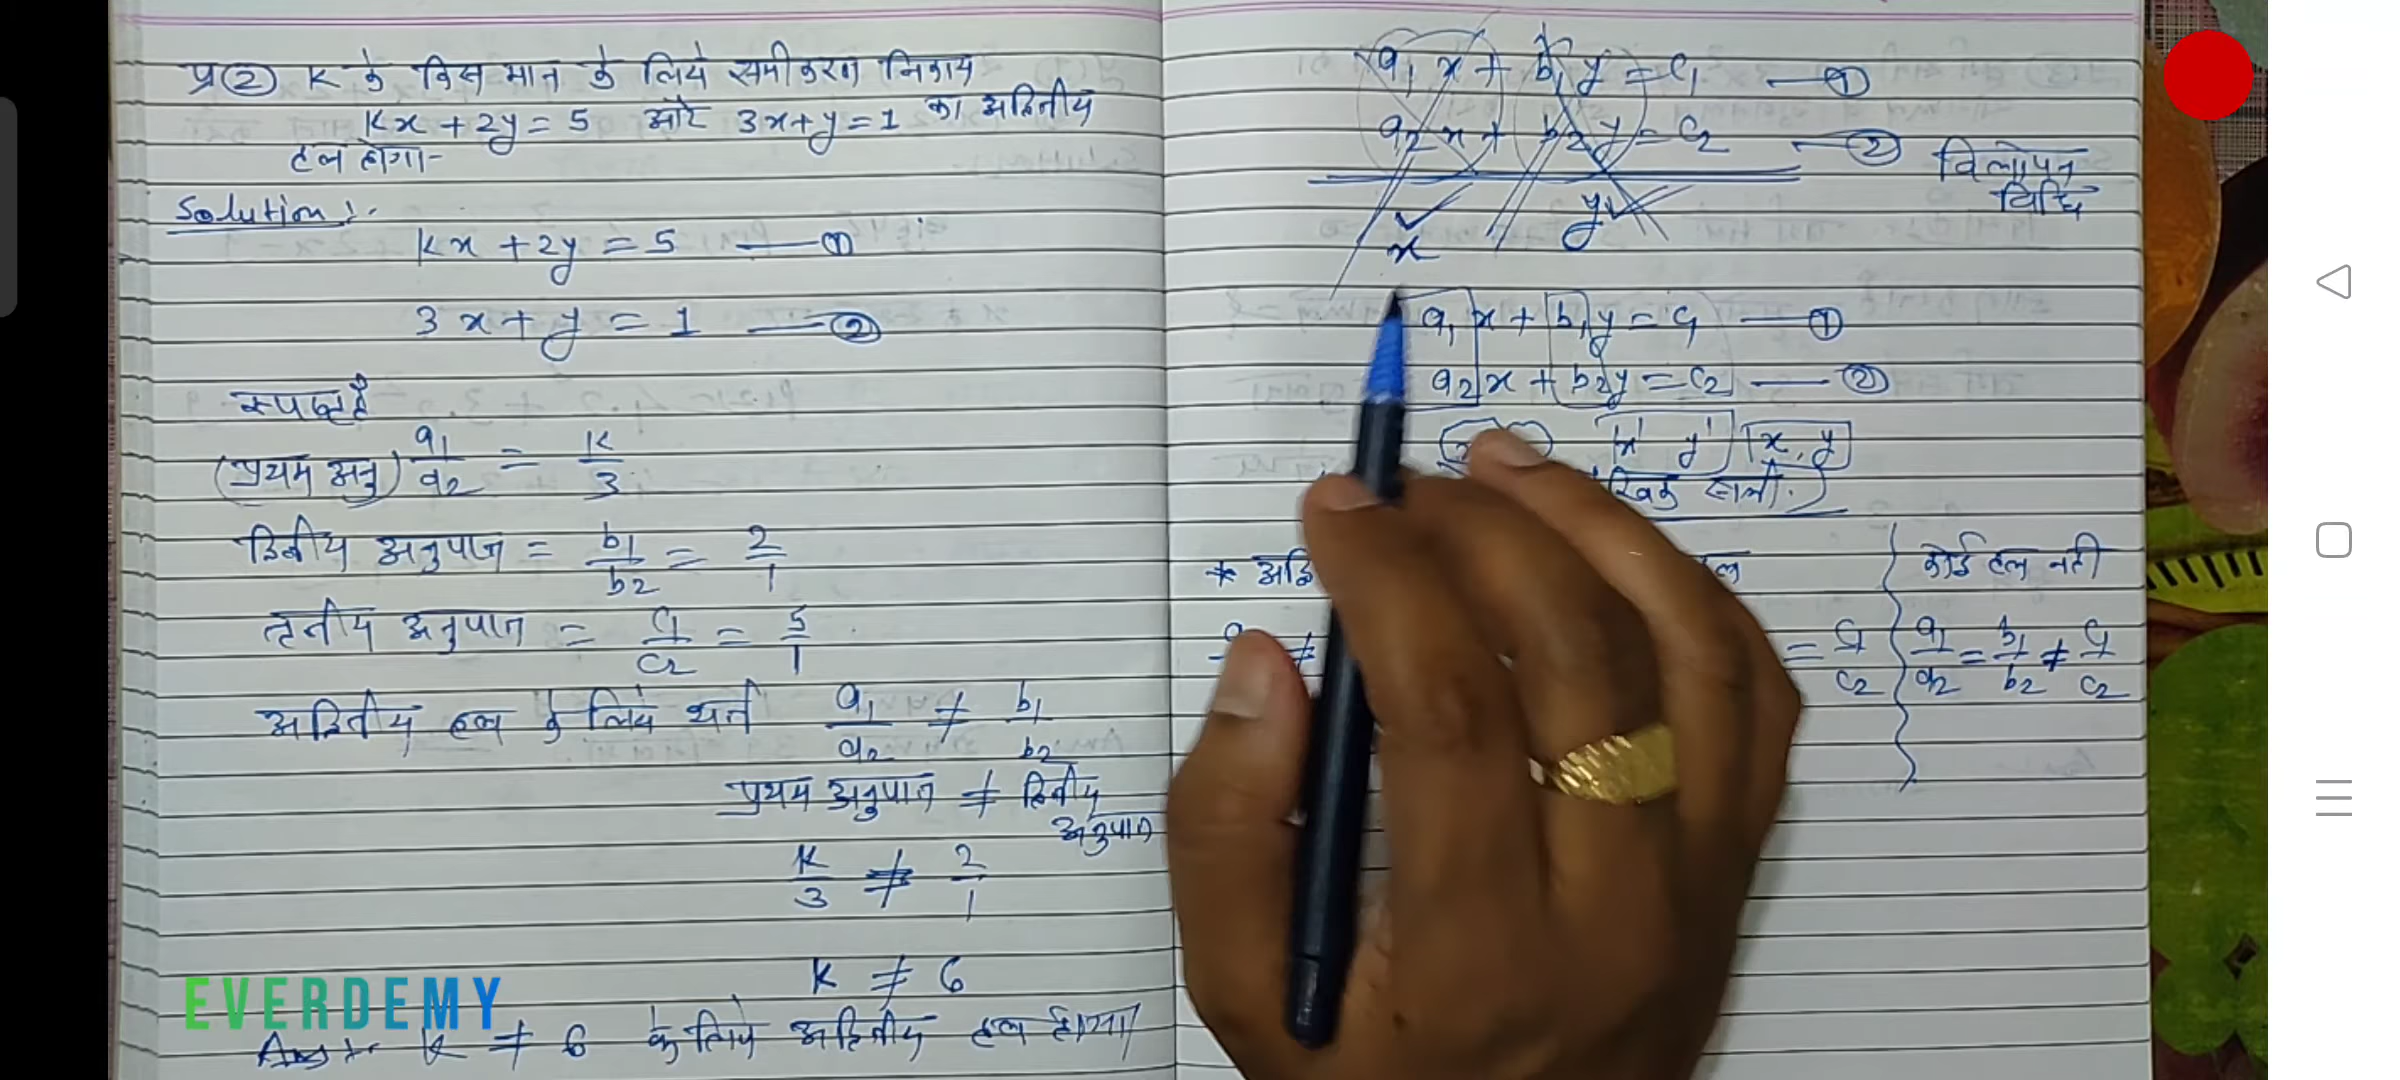 प्र② K के किस मान के लिये समीकरण निकाय
Kx + 2y = 5 और 3x+y=1 का अद्वितीय
हल होगा-
Solution :-
Kx + 2y = 5 —①
3x + y = 1 —②
स्पष्ट है
(प्रथम अनु) a₁/a₂ = K/3
द्वितीय अनुपात = b₁/b₂ = 2/1
तृतीय अनुपात = c₁/c₂ = 5/1
अद्वितीय हल के लिये शर्त a₁/a₂ ≠ b₁/b₂
प्रथम अनुपात ≠ द्वितीय
अनुपात
K/3 ≠ 2/1
K ≠ 6
Ans :- K ≠ 6 के लिये अद्वितीय हल होगा
EVERDEMY
a₁x + b₁y = c₁ —①
a₂x + b₂y = c₂ —②
विलोपन
विधि
x y
a₁x + b₁y = c₁ —①
a₂x + b₂y = c₂ —②
'x' y' x, y
कोई हल नही
≠ = c₁/c₂ a₁/a₂ = b₁/b₂ ≠ c₁/c₂